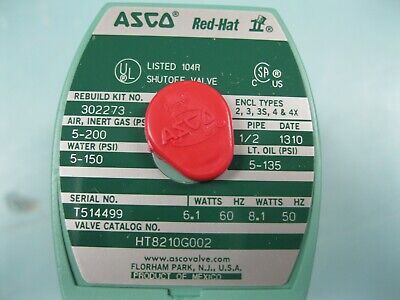 ASCO Red-Hat II®
UL LISTED 104R
SHUTOFF VALVE
SA
C US
REBUILD KIT NO.
302273
ENCL TYPES
2, 3, 3S, 4 & 4X
AIR, INERT GAS (PS
5-200
PIPE DATE
1/2 1310
WATER (PSI)
5-150
LT. OIL (PSI)
5-135
ASCO
SERIAL NO.
T514499
WATTS HZ WATTS HZ
6.1 60 8.1 50
VALVE CATALOG NO.
HT8210G002
www.ascovalve.com
FLORHAM PARK, N.J., U.S.A.
PRODUCT OF MEXICO